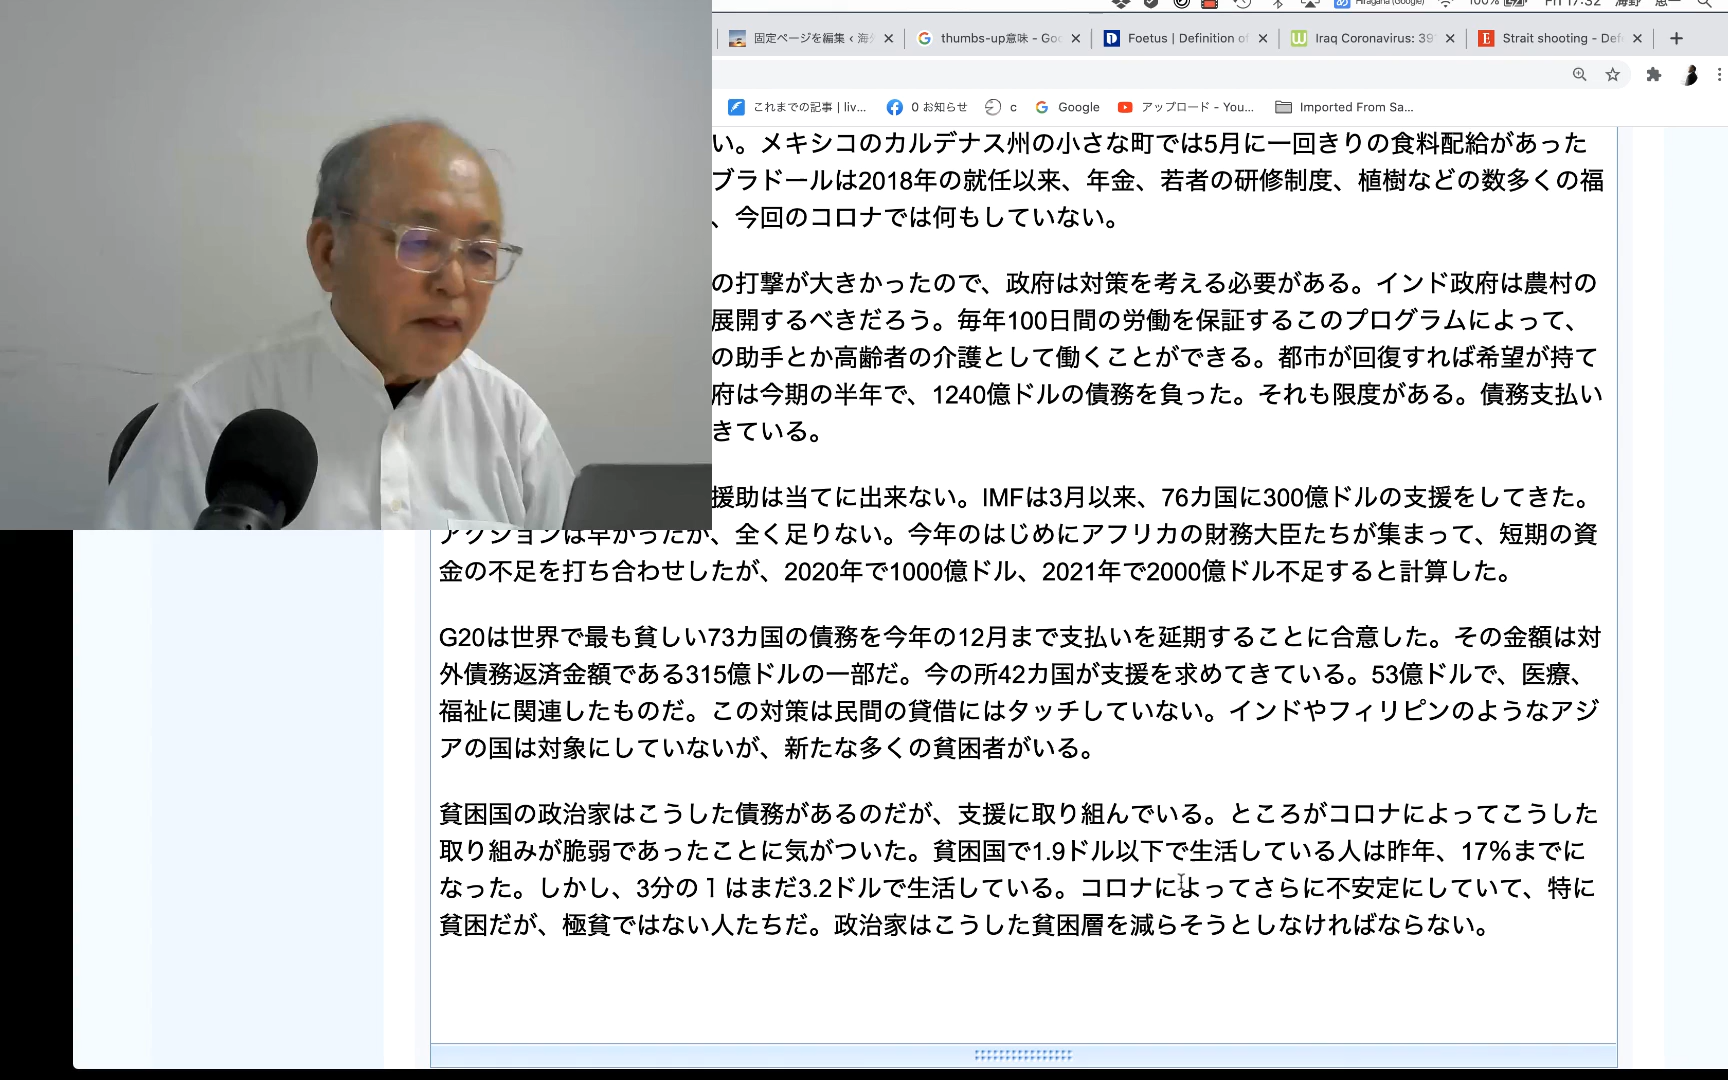 100% Fri 17:32 海野 恵一
固定ページを編集 ‹ 海外 thumbs-up意味 - Goo Foetus | Definition of Iraq Coronavirus: 39 Strait shooting - Def
これまでの記事 | liv... 0 お知らせ c Google アップロード - You... Imported From Sa...
い。メキシコのカルデナス州の小さな町では5月に一回きりの食料配給があった
ブラドールは2018年の就任以来、年金、若者の研修制度、植樹などの数多くの福
、今回のコロナでは何もしていない。
の打撃が大きかったので、政府は対策を考える必要がある。インド政府は農村の
展開するべきだろう。毎年100日間の労働を保証するこのプログラムによって、
の助手とか高齢者の介護として働くことができる。都市が回復すれば希望が持て
府は今期の半年で、1240億ドルの債務を負った。それも限度がある。債務支払い
きている。
援助は当てに出来ない。IMFは3月以来、76カ国に300億ドルの支援をしてきた。
アクションは早かったが、全く足りない。今年のはじめにアフリカの財務大臣たちが集まって、短期の資
金の不足を打ち合わせしたが、2020年で1000億ドル、2021年で2000億ドル不足すると計算した。
G20は世界で最も貧しい73カ国の債務を今年の12月まで支払いを延期することに合意した。その金額は対
外債務返済金額である315億ドルの一部だ。今の所42カ国が支援を求めてきている。53億ドルで、医療、
福祉に関連したものだ。この対策は民間の貸借にはタッチしていない。インドやフィリピンのようなアジ
アの国は対象にしていないが、新たな多くの貧困者がいる。
貧困国の政治家はこうした債務があるのだが、支援に取り組んでいる。ところがコロナによってこうした
取り組みが脆弱であったことに気がついた。貧困国で1.9ドル以下で生活している人は昨年、17％までに
なった。しかし、3分の１はまだ3.2ドルで生活している。コロナによってさらに不安定にしていて、特に
貧困だが、極貧ではない人たちだ。政治家はこうした貧困層を減らそうとしなければならない。